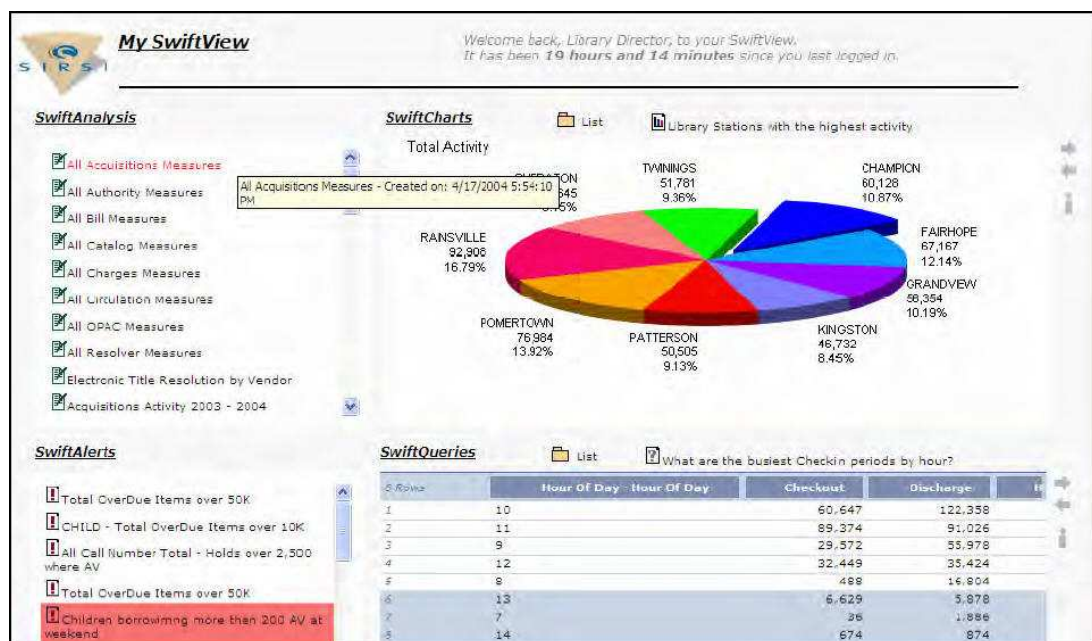 SIRSI
My SwiftView
Welcome back, Library Director, to your SwiftView.
It has been 19 hours and 14 minutes since you last logged in.
SwiftAnalysis
All Acquisitions Measures
All Authority Measures
All Bill Measures
All Catalog Measures
All Charges Measures
All Circulation Measures
All OPAC Measures
All Resolver Measures
Electronic Title Resolution by Vendor
Acquisitions Activity 2003 - 2004
All Acquisitions Measures - Created on: 4/17/2004 5:54:10
PM
SwiftCharts
List
Library Stations with the highest activity
Total Activity
TWININGS
51,781
9.36%
CHAMPION
60,128
10.87%
FAIRHOPE
67,167
12.14%
GRANDVIEW
56,354
10.19%
KINGSTON
46,732
8.45%
PATTERSON
50,505
9.13%
POMERTOWN
76,984
13.92%
RANSVILLE
92,906
16.79%
SwiftAlerts
Total OverDue Items over 50K
CHILD - Total OverDue Items over 10K
All Call Number Total - Holds over 2,500
where AV
Total OverDue Items over 50K
Children borrowimng more then 200 AV at
weekend
SwiftQueries
List
What are the busiest Checkin periods by hour?
Rows Hour Of Day - Hour Of Day Checkout Discharge
1 10 60,647 122,358
2 11 89,374 91,026
3 9 29,572 55,978
4 12 32,449 35,424
5 8 488 16,804
6 13 6,629 5,878
7 7 36 1,886
14 674 874